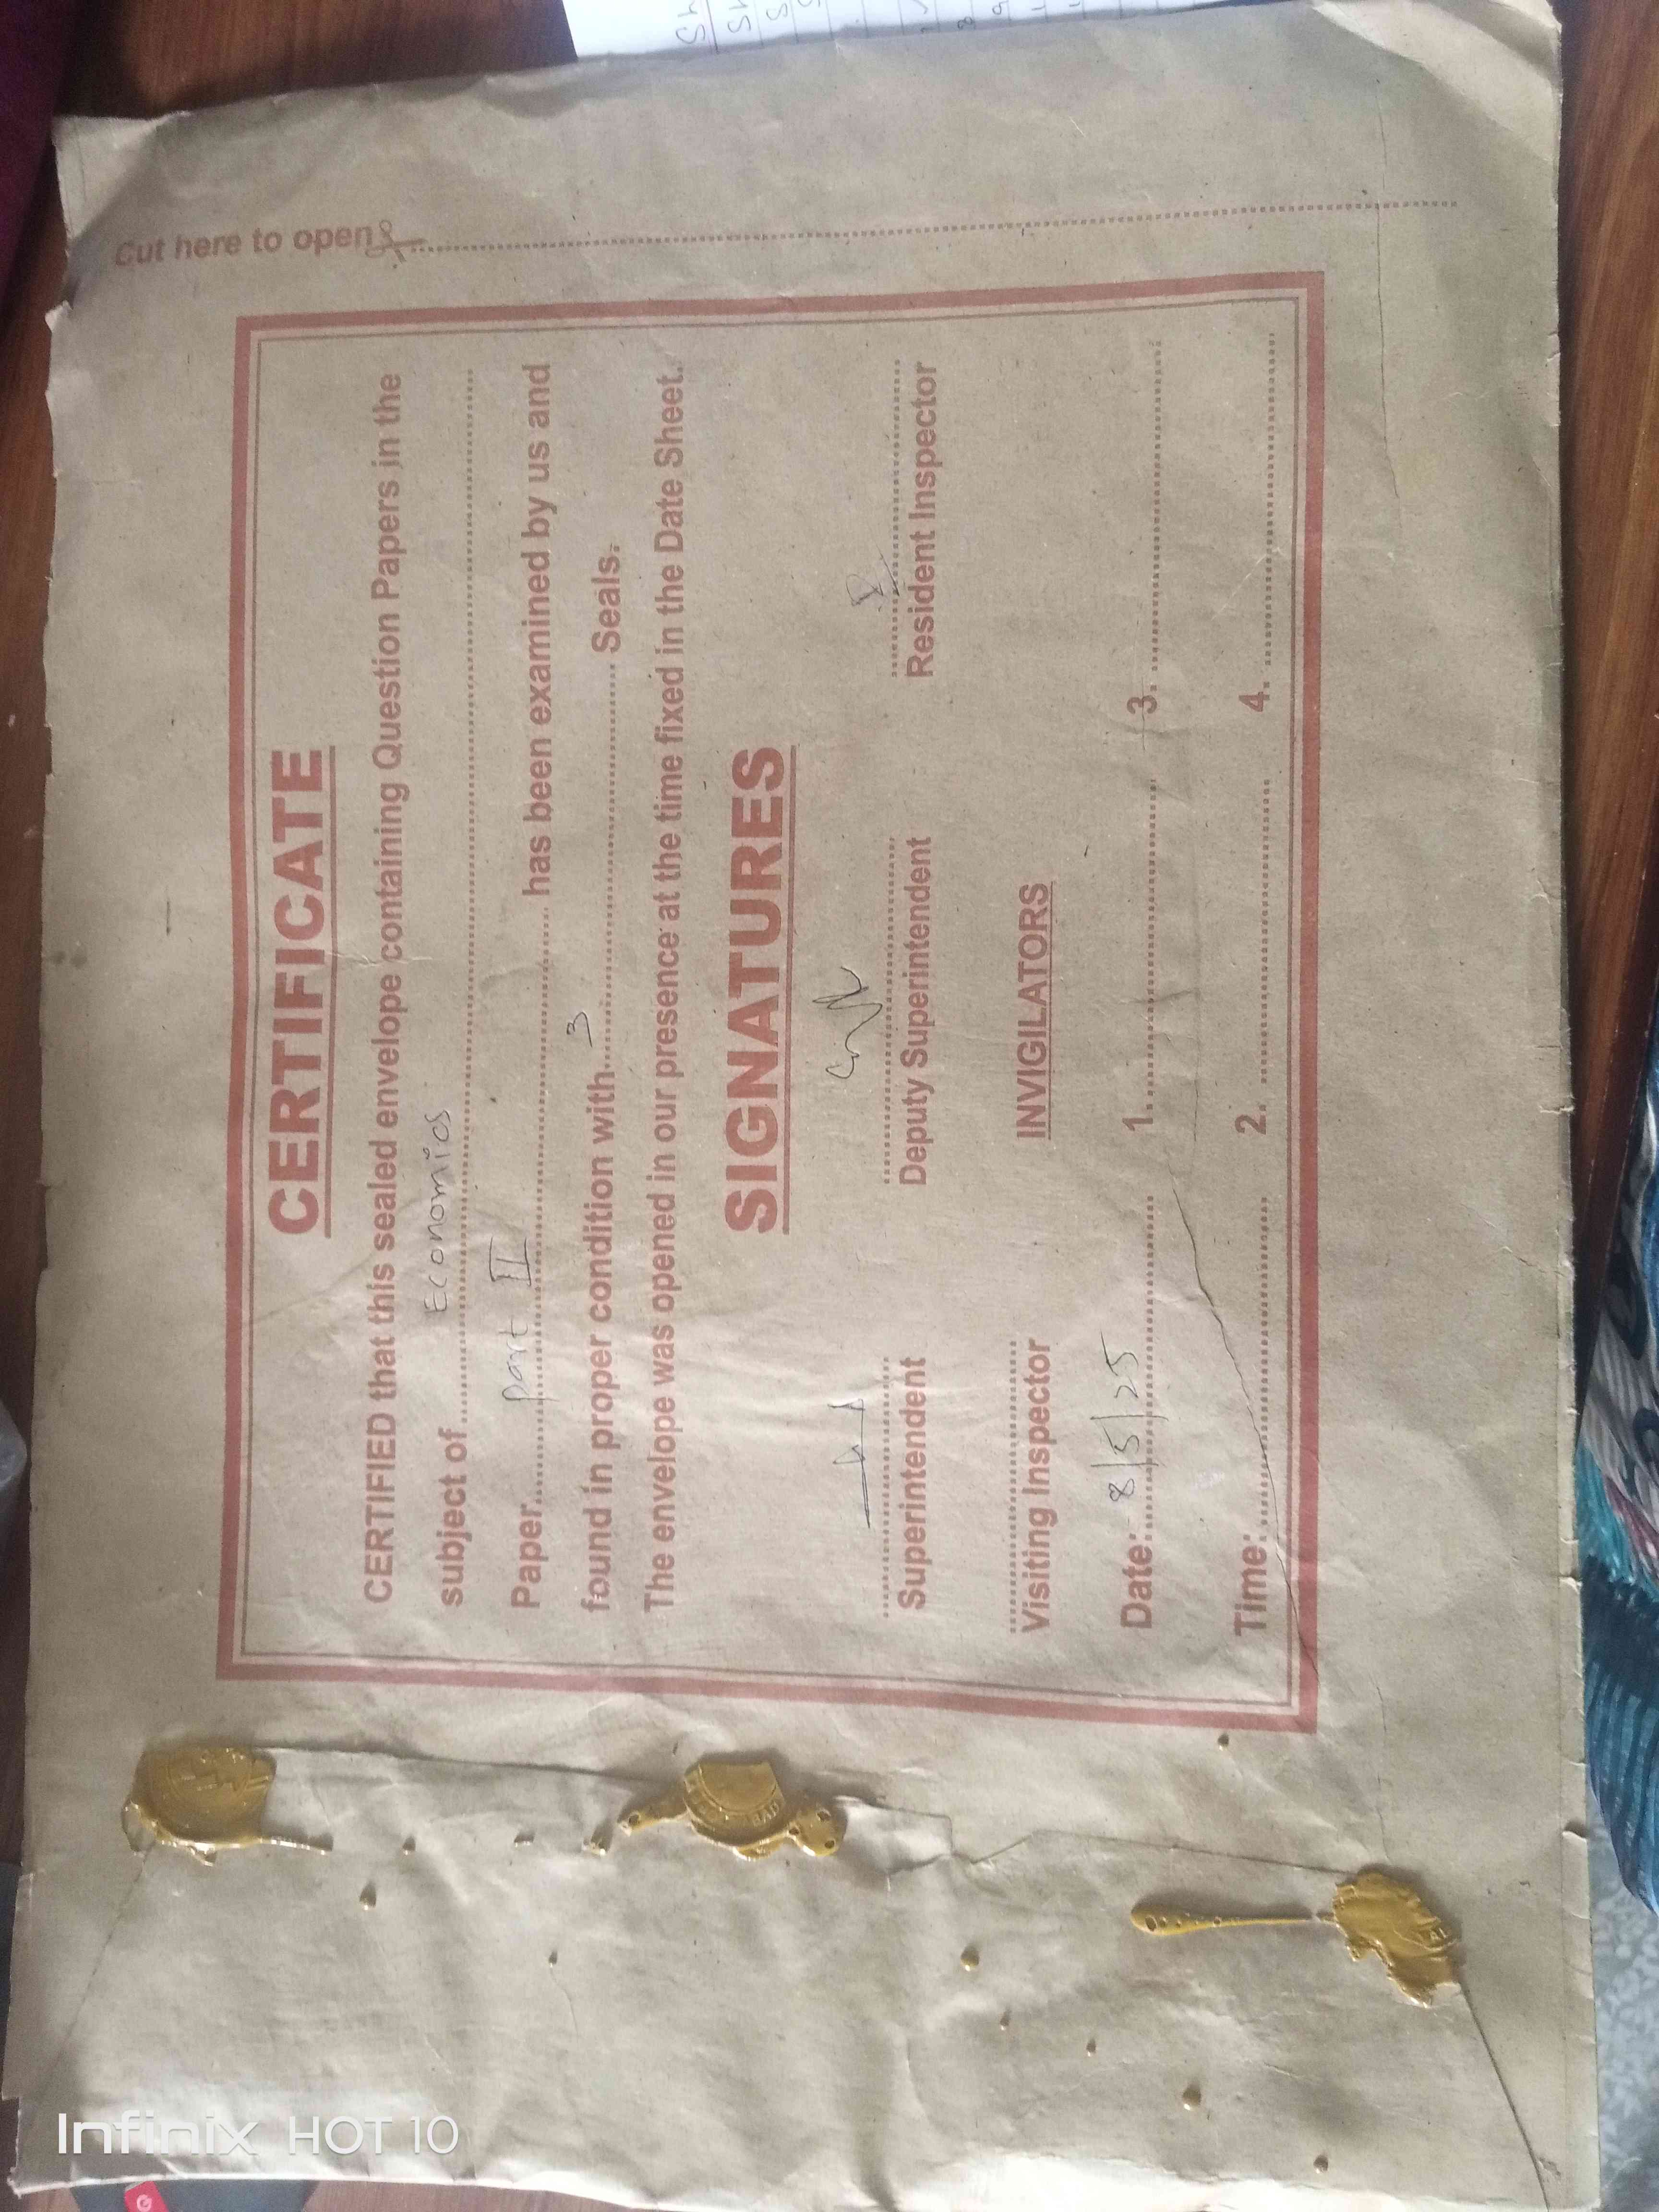 Cut here to open
CERTIFICATE
CERTIFIED that this sealed envelope containing Question Papers in the
subject of Economics
Paper part II has been examined by us and
found in proper condition with 3 Seals.
The envelope was opened in our presence at the time fixed in the Date Sheet.
SIGNATURES
Superintendent Deputy Superintendent Resident Inspector
Visiting Inspector INVIGILATORS
Date: 8/5/25 1. 3.
Time: 2. 4.
Infinix HOT 10